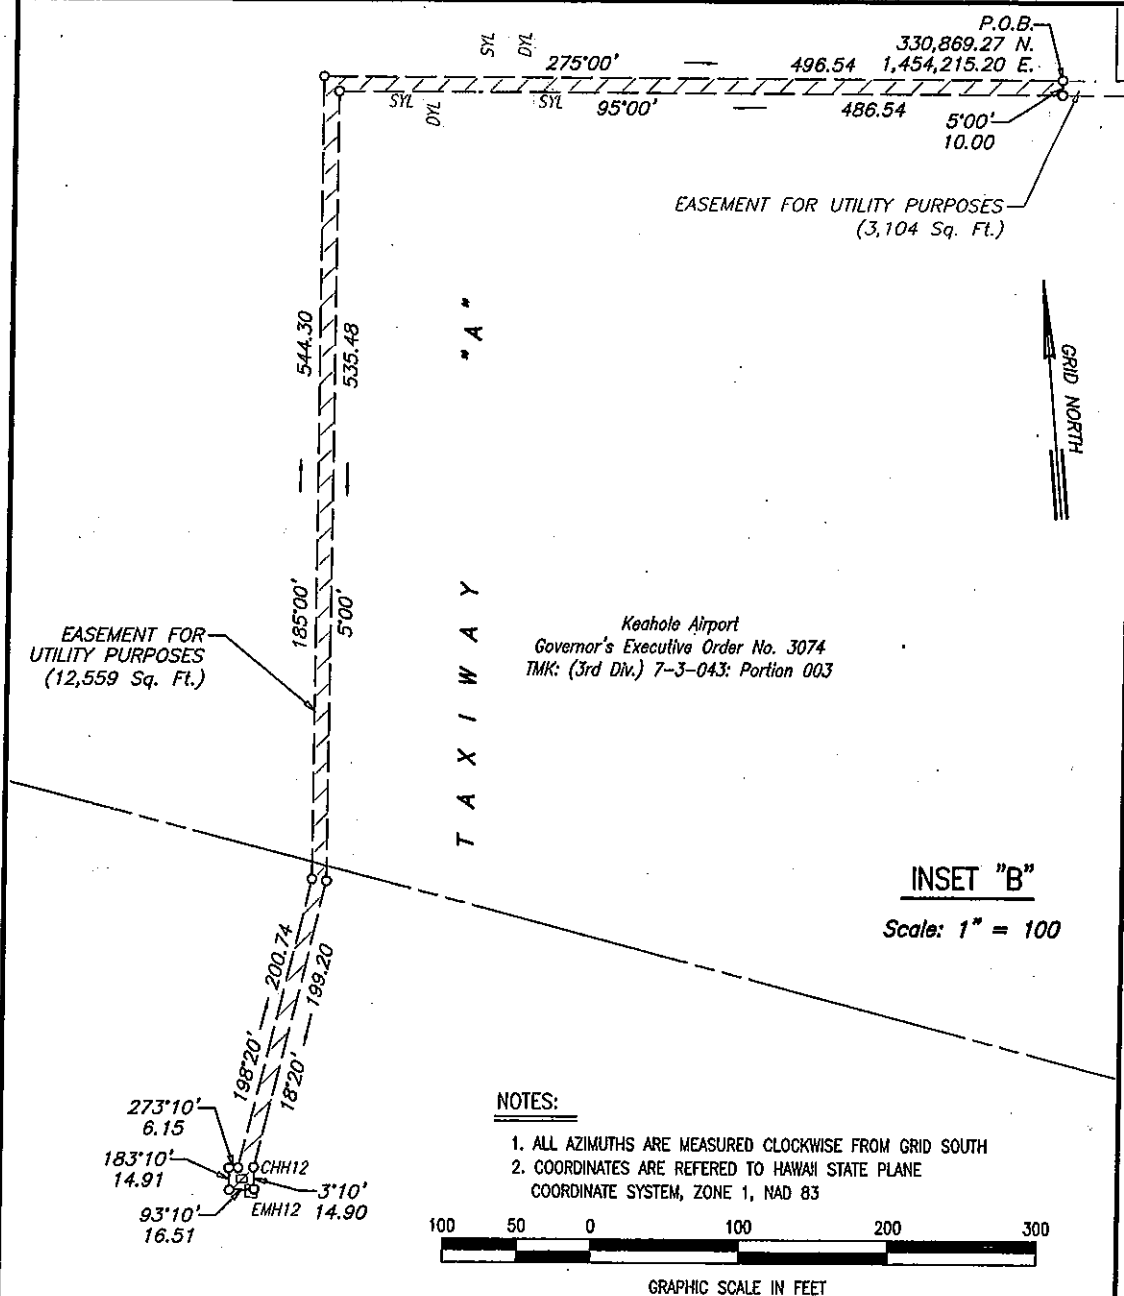 P.O.B.
330,869.27 N.
1,454,215.20 E.
SYL
DYL
275°00'
496.54
SYL
DYL
SYL
95°00'
486.54
5°00'
10.00
EASEMENT FOR UTILITY PURPOSES
(3,104 Sq. Ft.)
GRID NORTH
544.30
535.48
185°00'
5°00'
TAXIWAY "A"
EASEMENT FOR
UTILITY PURPOSES
(12,559 Sq. Ft.)
Keahole Airport
Governor's Executive Order No. 3074
TMK: (3rd Div.) 7-3-043: Portion 003
INSET "B"
Scale: 1" = 100
200.74
199.20
198°20'
18°20'
273°10'
6.15
183°10'
14.91
93°10'
16.51
CHH12
EMH12
3°10'
14.90
NOTES:
1. ALL AZIMUTHS ARE MEASURED CLOCKWISE FROM GRID SOUTH
2. COORDINATES ARE REFERED TO HAWAII STATE PLANE
COORDINATE SYSTEM, ZONE 1, NAD 83
100 50 0 100 200 300
GRAPHIC SCALE IN FEET